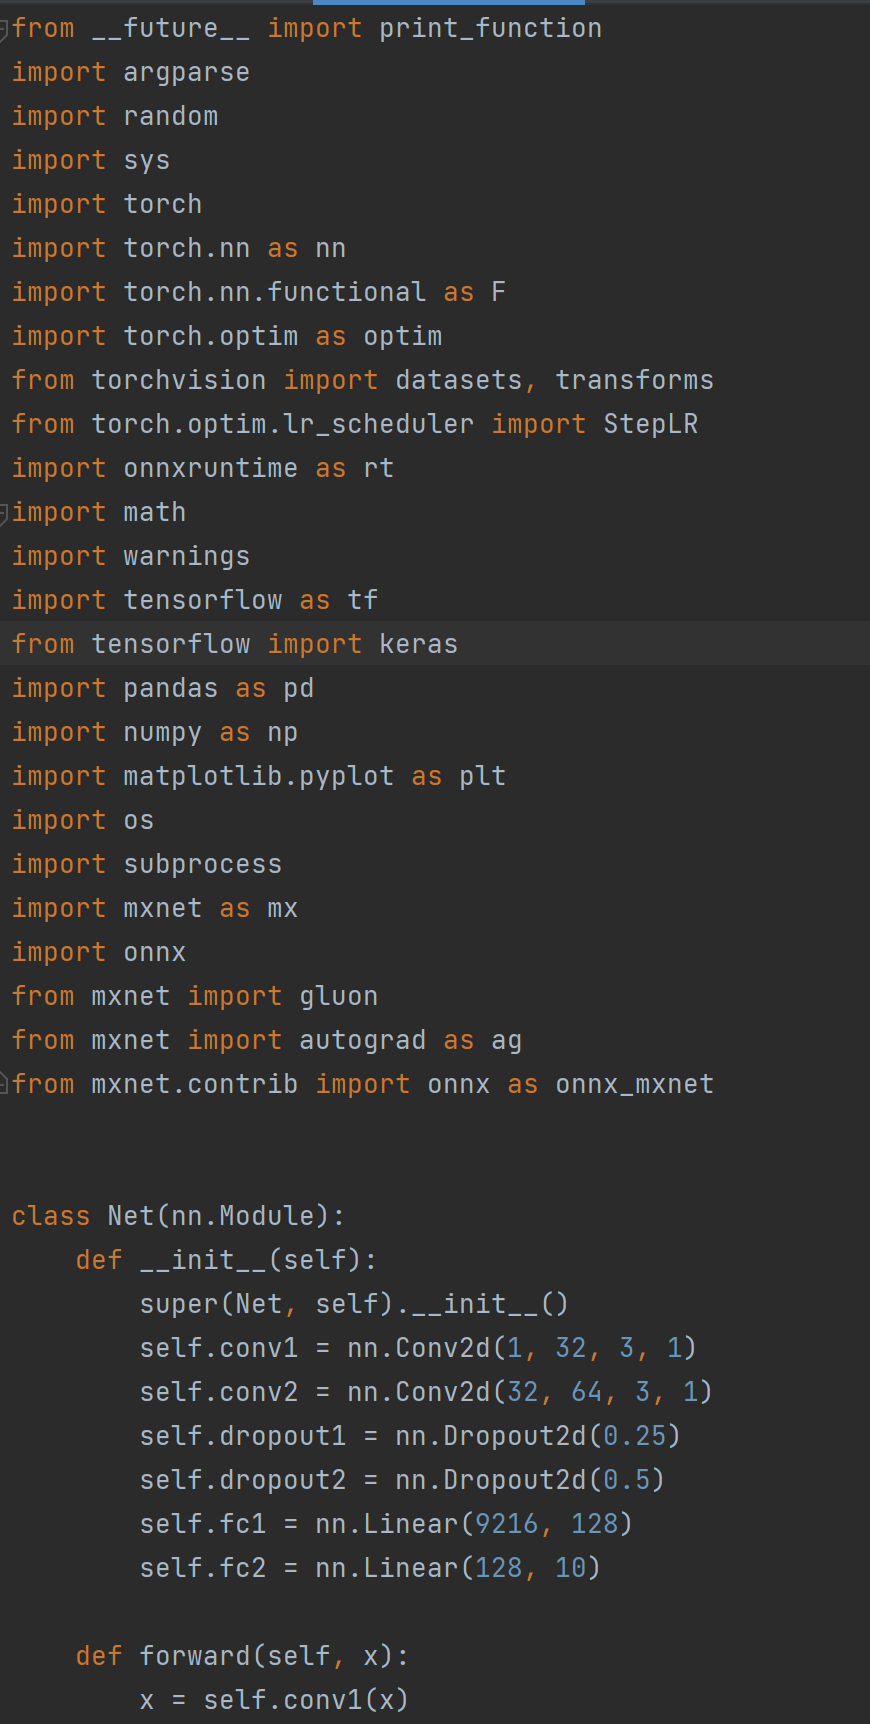 from __future__ import print_function
import argparse
import random
import sys
import torch
import torch.nn as nn
import torch.nn.functional as F
import torch.optim as optim
from torchvision import datasets, transforms
from torch.optim.lr_scheduler import StepLR
import onnxruntime as rt
import math
import warnings
import tensorflow as tf
from tensorflow import keras
import pandas as pd
import numpy as np
import matplotlib.pyplot as plt
import os
import subprocess
import mxnet as mx
import onnx
from mxnet import gluon
from mxnet import autograd as ag
from mxnet.contrib import onnx as onnx_mxnet
class Net(nn.Module):
    def __init__(self):
        super(Net, self).__init__()
        self.conv1 = nn.Conv2d(1, 32, 3, 1)
        self.conv2 = nn.Conv2d(32, 64, 3, 1)
        self.dropout1 = nn.Dropout2d(0.25)
        self.dropout2 = nn.Dropout2d(0.5)
        self.fc1 = nn.Linear(9216, 128)
        self.fc2 = nn.Linear(128, 10)
    def forward(self, x):
        x = self.conv1(x)